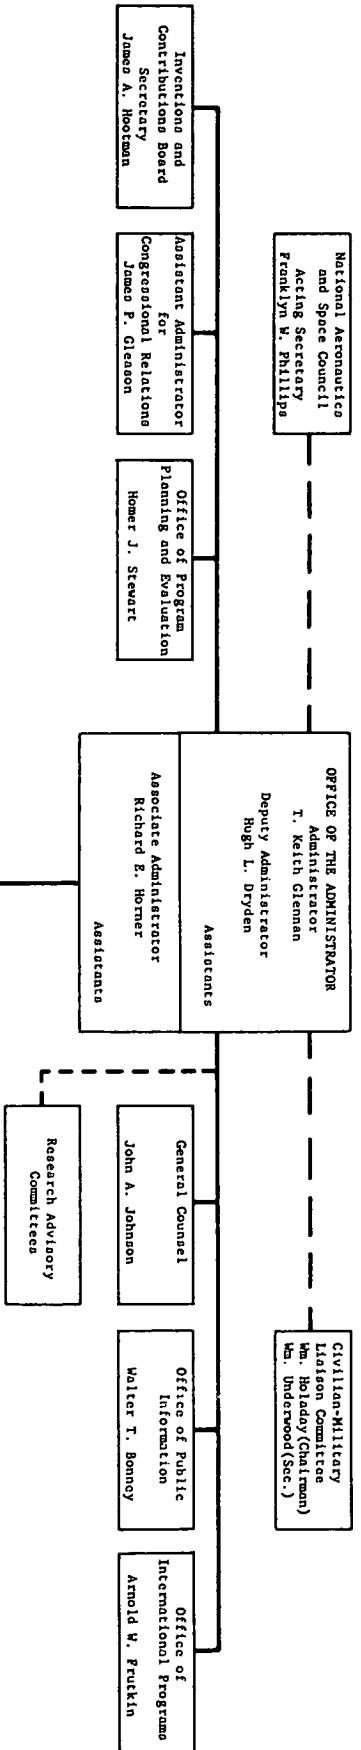 National Aeronautics
and Space Council
Acting Secretary
Franklyn W. Phillips
OFFICE OF THE ADMINISTRATOR
Administrator
T. Keith Glennan
Deputy Administrator
Hugh L. Dryden
Assistants
Associate Administrator
Richard E. Horner
Assistants
Civilian-Military
Liaison Committee
Wm. Holaday(Chairman)
Wm. Underwood(Sec.)
Inventions and
Contributions Board
Secretary
James A. Hootman
Assistant Administrator
for
Congressional Relations
James P. Gleason
Office of Program
Planning and Evaluation
Homer J. Stewart
General Counsel
John A. Johnson
Office of Public
Information
Walter T. Bonney
Office of
International Programs
Arnold W. Frutkin
Research Advisory
Committees